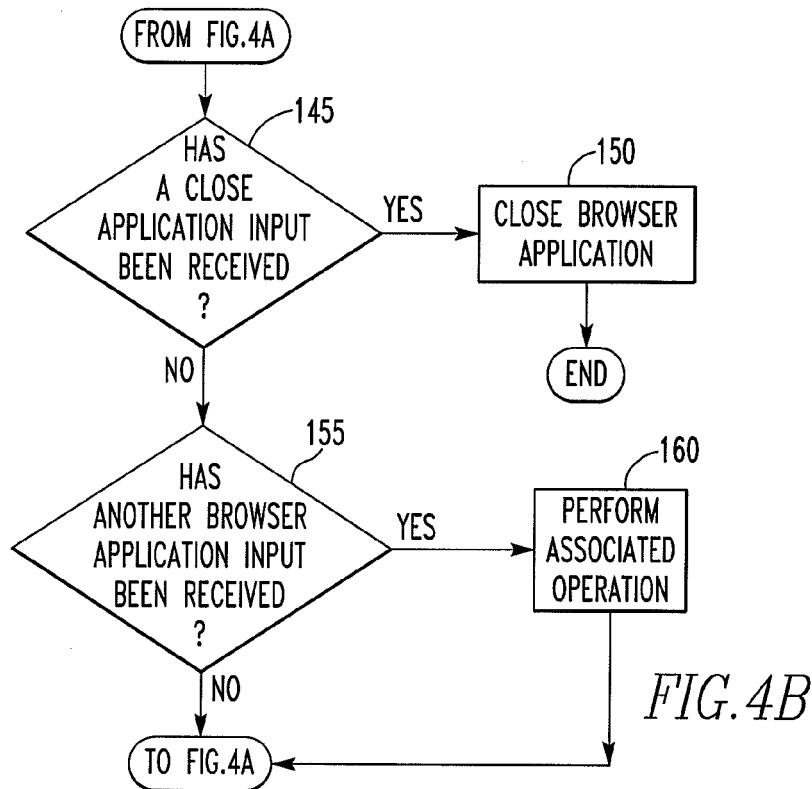 FROM FIG.4A
145
HAS
A CLOSE
APPLICATION INPUT
BEEN RECEIVED
?
YES
150
CLOSE BROWSER
APPLICATION
END
NO
155
HAS
ANOTHER BROWSER
APPLICATION INPUT
BEEN RECEIVED
?
YES
160
PERFORM
ASSOCIATED
OPERATION
NO
TO FIG.4A
FIG.4B